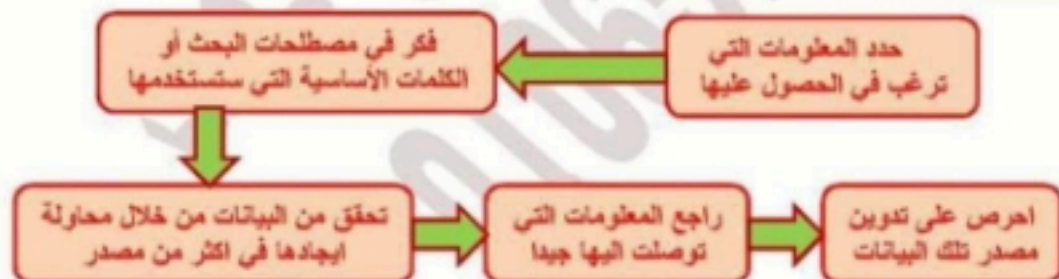 حدد المعلومات التي
ترغب في الحصول عليها
فكر في مصطلحات البحث أو
الكلمات الأساسية التي ستستخدمها
تحقق من البيانات من خلال محاولة
ايجادها في اكثر من مصدر
راجع المعلومات التي
توصلت اليها جيدا
احرص على تدوين
مصدر تلك البيانات